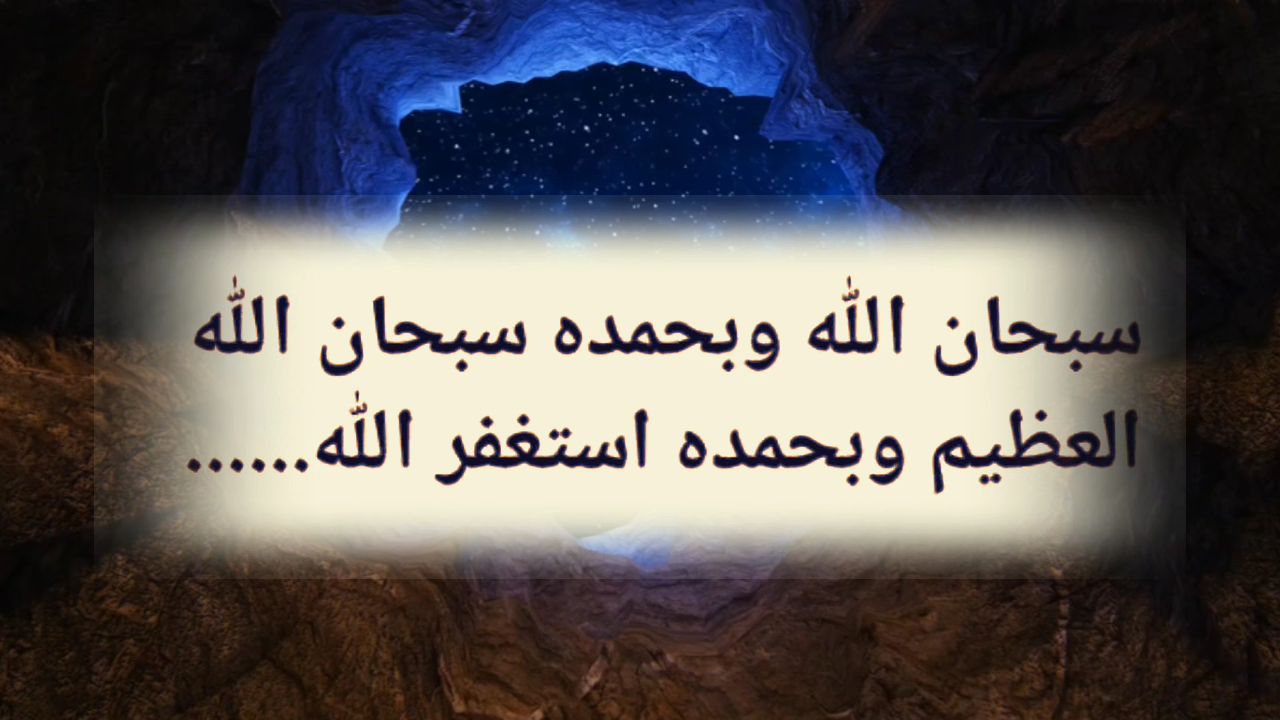 سبحان الله وبحمده سبحان الله
العظيم وبحمده استغفر الله......